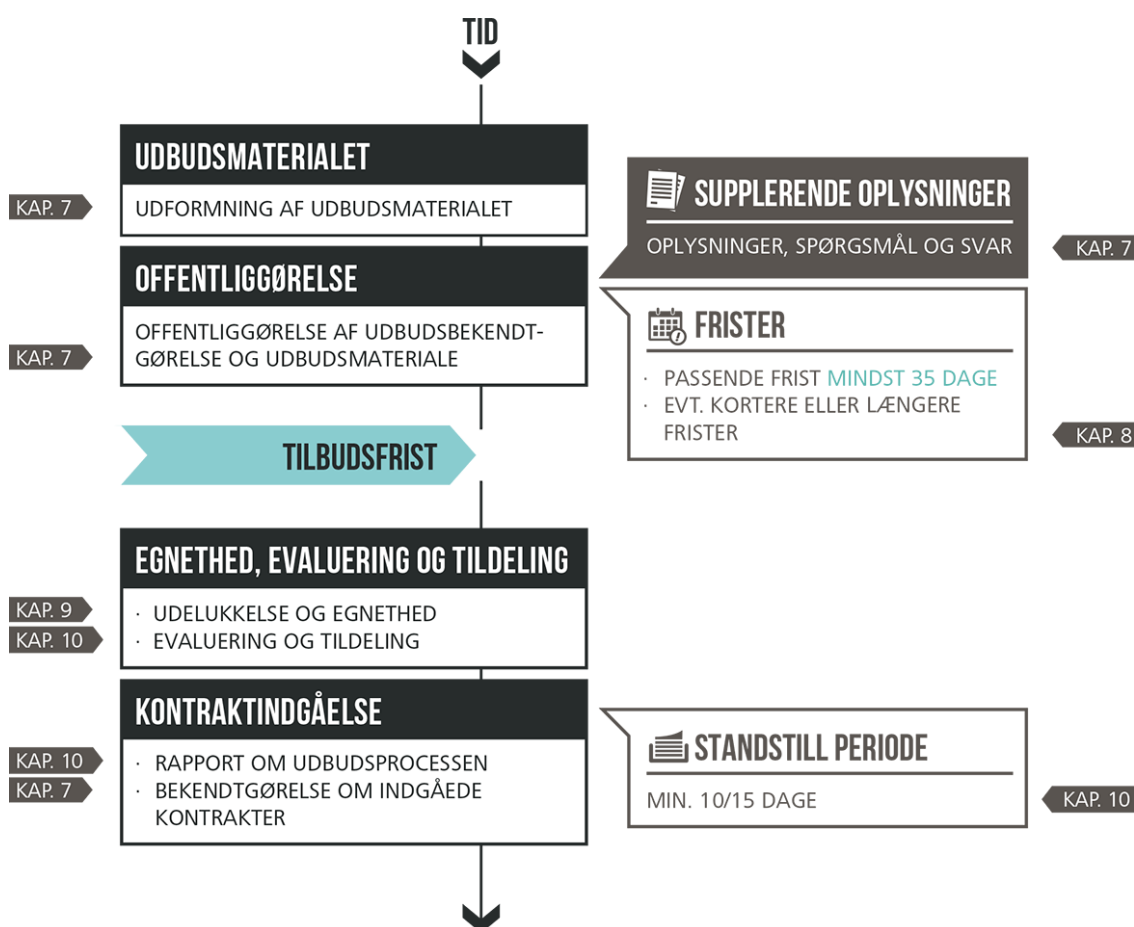 TID
UDBUDSMATERIALET
KAP. 7
UDFORMNING AF UDBUDSMATERIALET
SUPPLERENDE OPLYSNINGER
OPLYSNINGER, SPØRGSMÅL OG SVAR
KAP. 7
OFFENTLIGGØRELSE
OFFENTLIGGØRELSE AF UDBUDSBEKENDT-
GØRELSE OG UDBUDSMATERIALE
KAP. 7
FRISTER
· PASSENDE FRIST MINDST 35 DAGE
· EVT. KORTERE ELLER LÆNGERE
FRISTER
KAP. 8
TILBUDSFRIST
EGNETHED, EVALUERING OG TILDELING
KAP. 9
· UDELUKKELSE OG EGNETHED
KAP. 10
· EVALUERING OG TILDELING
KONTRAKTINDGÅELSE
KAP. 10
· RAPPORT OM UDBUDSPROCESSEN
KAP. 7
· BEKENDTGØRELSE OM INDGÅEDE
KONTRAKTER
STANDSTILL PERIODE
MIN. 10/15 DAGE
KAP. 10